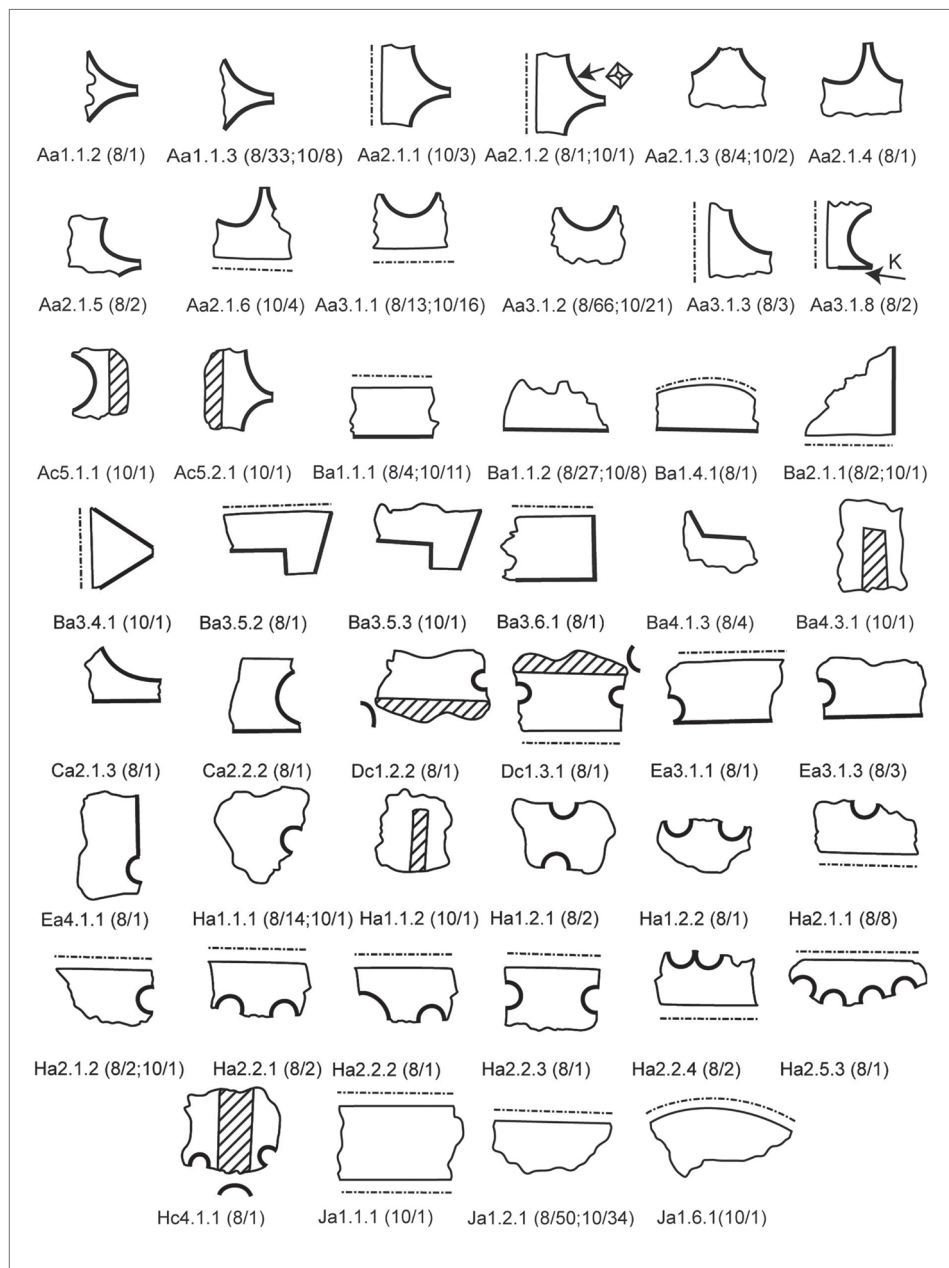 Aa1.1.2 (8/1) Aa1.1.3 (8/33;10/8) Aa2.1.1 (10/3) Aa2.1.2 (8/1;10/1) Aa2.1.3 (8/4;10/2) Aa2.1.4 (8/1)
K
Aa2.1.5 (8/2) Aa2.1.6 (10/4) Aa3.1.1 (8/13;10/16) Aa3.1.2 (8/66;10/21) Aa3.1.3 (8/3) Aa3.1.8 (8/2)
Ac5.1.1 (10/1) Ac5.2.1 (10/1) Ba1.1.1 (8/4;10/11) Ba1.1.2 (8/27;10/8) Ba1.4.1(8/1) Ba2.1.1(8/2;10/1)
Ba3.4.1 (10/1) Ba3.5.2 (8/1) Ba3.5.3 (10/1) Ba3.6.1 (8/1) Ba4.1.3 (8/4) Ba4.3.1 (10/1)
Ca2.1.3 (8/1) Ca2.2.2 (8/1) Dc1.2.2 (8/1) Dc1.3.1 (8/1) Ea3.1.1 (8/1) Ea3.1.3 (8/3)
Ea4.1.1 (8/1) Ha1.1.1 (8/14;10/1) Ha1.1.2 (10/1) Ha1.2.1 (8/2) Ha1.2.2 (8/1) Ha2.1.1 (8/8)
Ha2.1.2 (8/2;10/1) Ha2.2.1 (8/2) Ha2.2.2 (8/1) Ha2.2.3 (8/1) Ha2.2.4 (8/2) Ha2.5.3 (8/1)
Hc4.1.1 (8/1) Ja1.1.1 (10/1) Ja1.2.1 (8/50;10/34) Ja1.6.1(10/1)